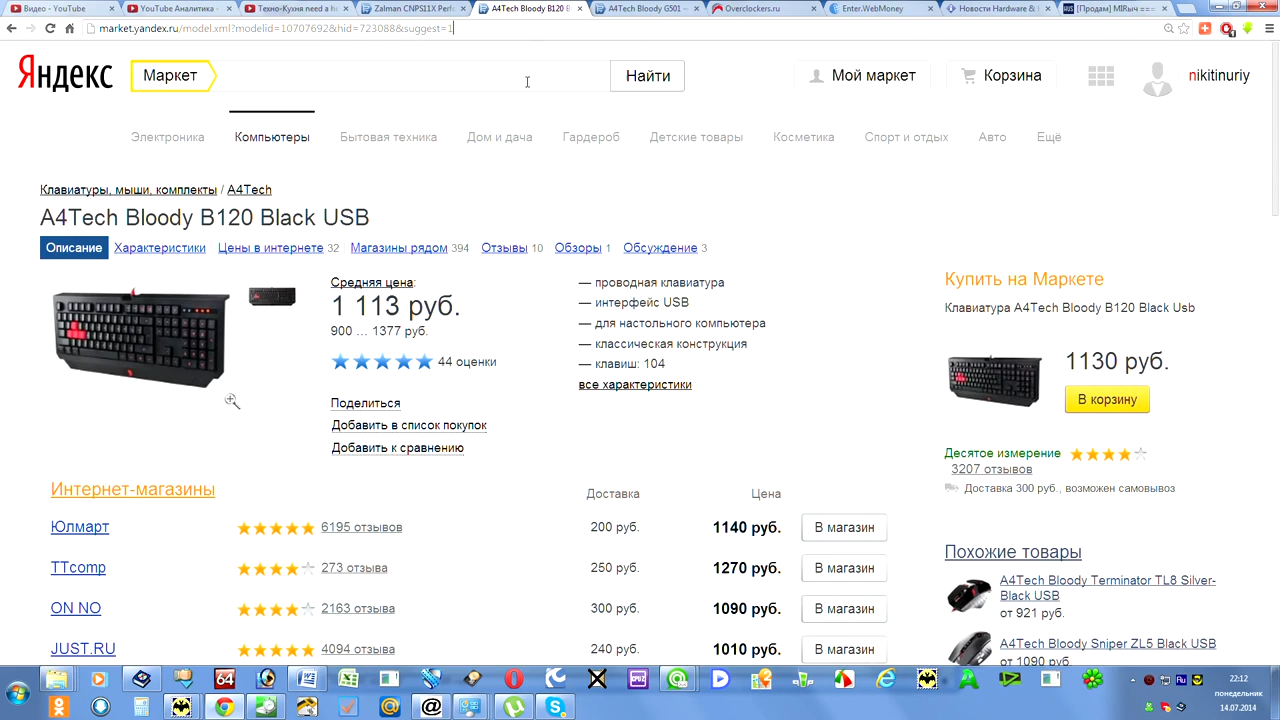 Видео - YouTube
YouTube Аналитика -
Техно-Кухня need a he
Zalman CNPS11X Perfo
A4Tech Bloody B120 Bl
A4Tech Bloody G501 —
Overclockers.ru
Enter.WebMoney
Новости Hardware &
[Продам] MIRыч ===
market.yandex.ru/model.xml?modelid=10707692&hid=723088&suggest=1
Яндекс
Маркет
Найти
Мой маркет
Корзина
nikitinuriy
Электроника
Компьютеры
Бытовая техника
Дом и дача
Гардероб
Детские товары
Косметика
Спорт и отдых
Авто
Ещё
Клавиатуры, мыши, комплекты / A4Tech
A4Tech Bloody B120 Black USB
Описание
Характеристики
Цены в интернете 32
Магазины рядом 394
Отзывы 10
Обзоры 1
Обсуждение 3
Средняя цена:
1 113 руб.
900 ... 1377 руб.
44 оценки
Поделиться
Добавить в список покупок
Добавить к сравнению
— проводная клавиатура
— интерфейс USB
— для настольного компьютера
— классическая конструкция
— клавиш: 104
все характеристики
Купить на Маркете
Клавиатура A4Tech Bloody B120 Black Usb
1130 руб.
В корзину
Десятое измерение
3207 отзывов
Доставка 300 руб., возможен самовывоз
Интернет-магазины
Доставка
Цена
Юлмарт 6195 отзывов 200 руб. 1140 руб. В магазин
TTcomp 273 отзыва 250 руб. 1270 руб. В магазин
ON NO 2163 отзыва 300 руб. 1090 руб. В магазин
JUST.RU 4094 отзыва 240 руб. 1010 руб. В магазин
Похожие товары
A4Tech Bloody Terminator TL8 Silver-
Black USB
от 921 руб.
A4Tech Bloody Sniper ZL5 Black USB
от 1090 руб.
64
Ru
22:12
понедельник
14.07.2014